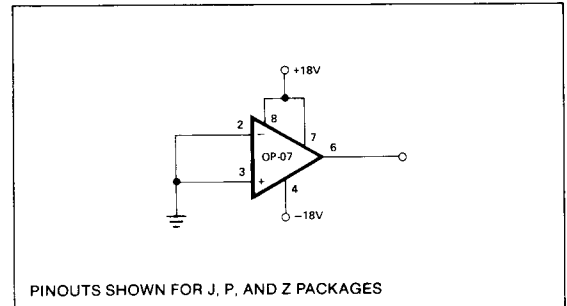 +18V
8
2
−
7
OP-07
6
3
+
4
−18V
PINOUTS SHOWN FOR J, P, AND Z PACKAGES